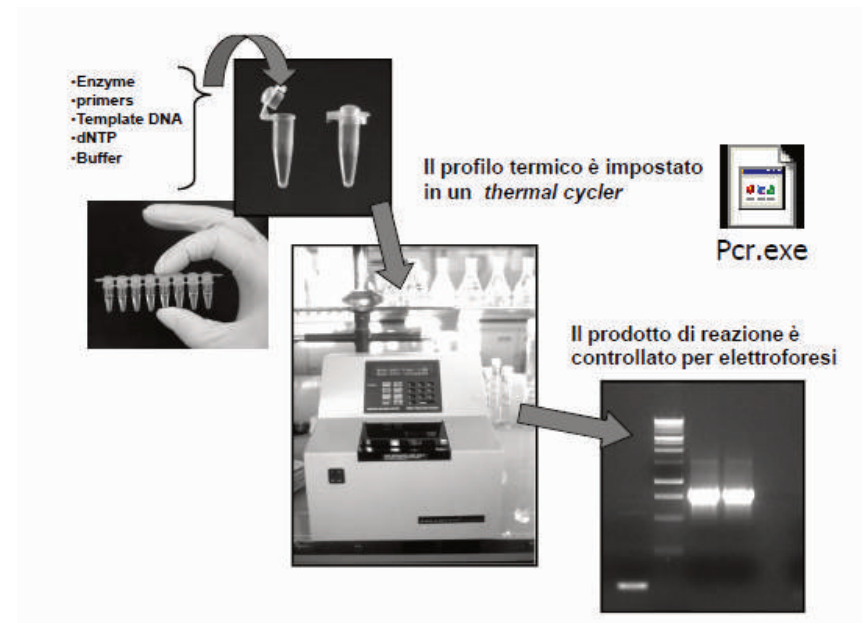 •Enzyme
•primers
•Template DNA
•dNTP
•Buffer
Il profilo termico è impostato
in un thermal cycler
Pcr.exe
Il prodotto di reazione è
controllato per elettroforesi